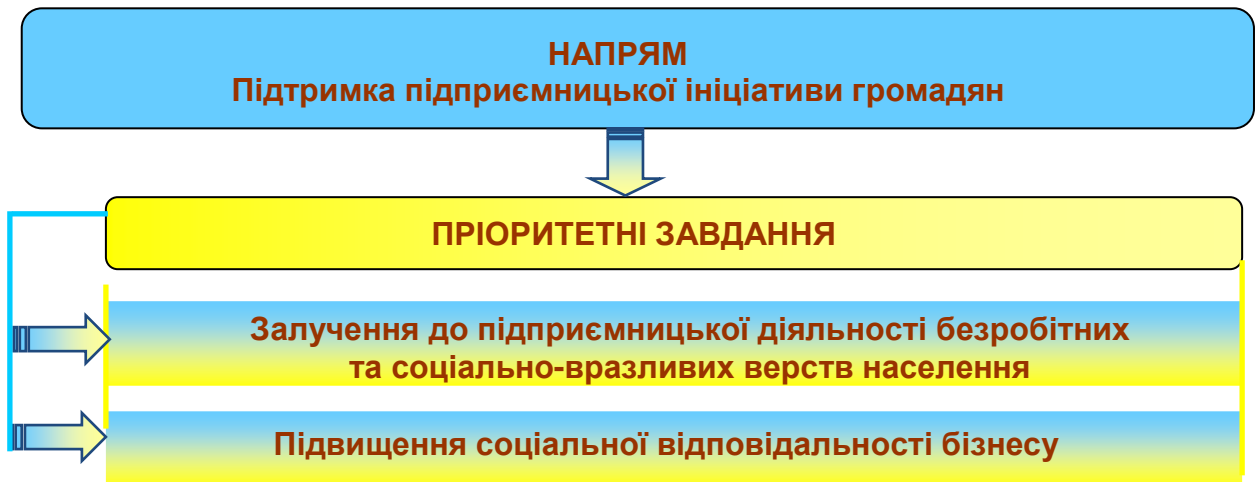 НАПРЯМ
Підтримка підприємницької ініціативи громадян
ПРІОРИТЕТНІ ЗАВДАННЯ
Залучення до підприємницької діяльності безробітних
та соціально-вразливих верств населення
Підвищення соціальної відповідальності бізнесу